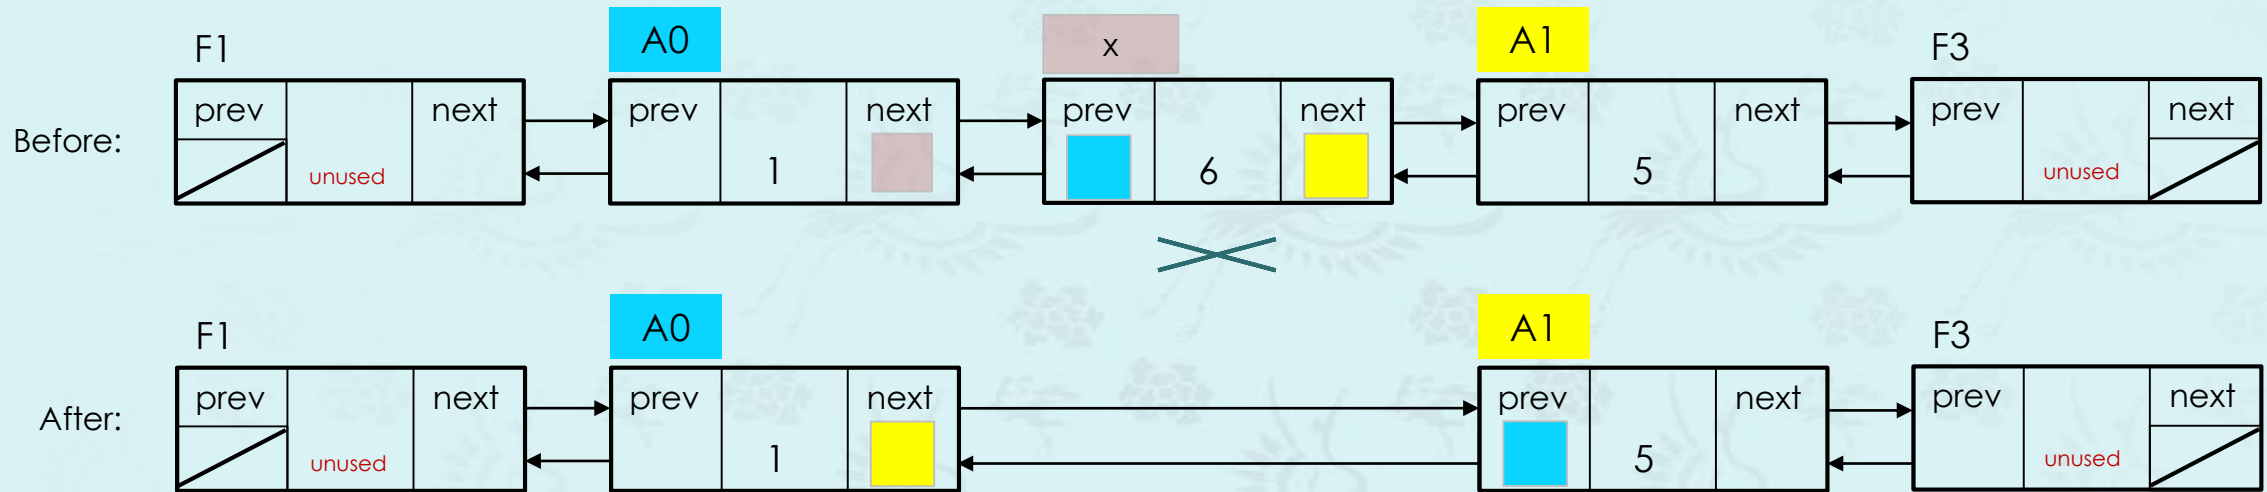 F1 A0 x A1 F3
Before: prev unused next prev 1 next prev 6 next prev 5 next prev unused next
F1 A0 A1 F3
After: prev unused next prev 1 next prev 5 next prev unused next